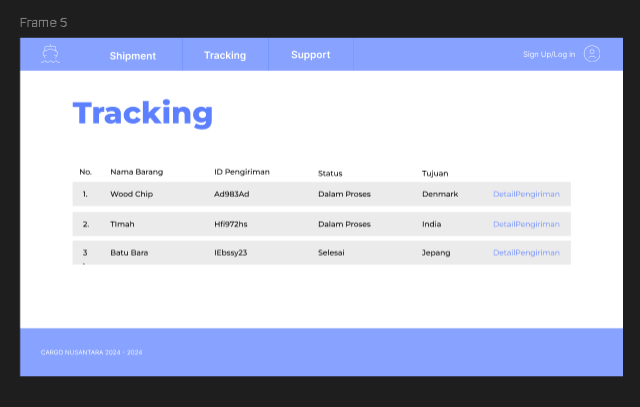 Frame 5
Shipment Tracking Support Sign Up/Log in
Tracking
No. Nama Barang ID Pengiriman Status Tujuan
1. Wood Chip Ad983Ad Dalam Proses Denmark DetailPengiriman
2. TImah Hfi972hs Dalam Proses India DetailPengiriman
3 Batu Bara IEbssy23 Selesai Jepang DetailPengiriman
CARGO NUSANTARA 2024 - 2024